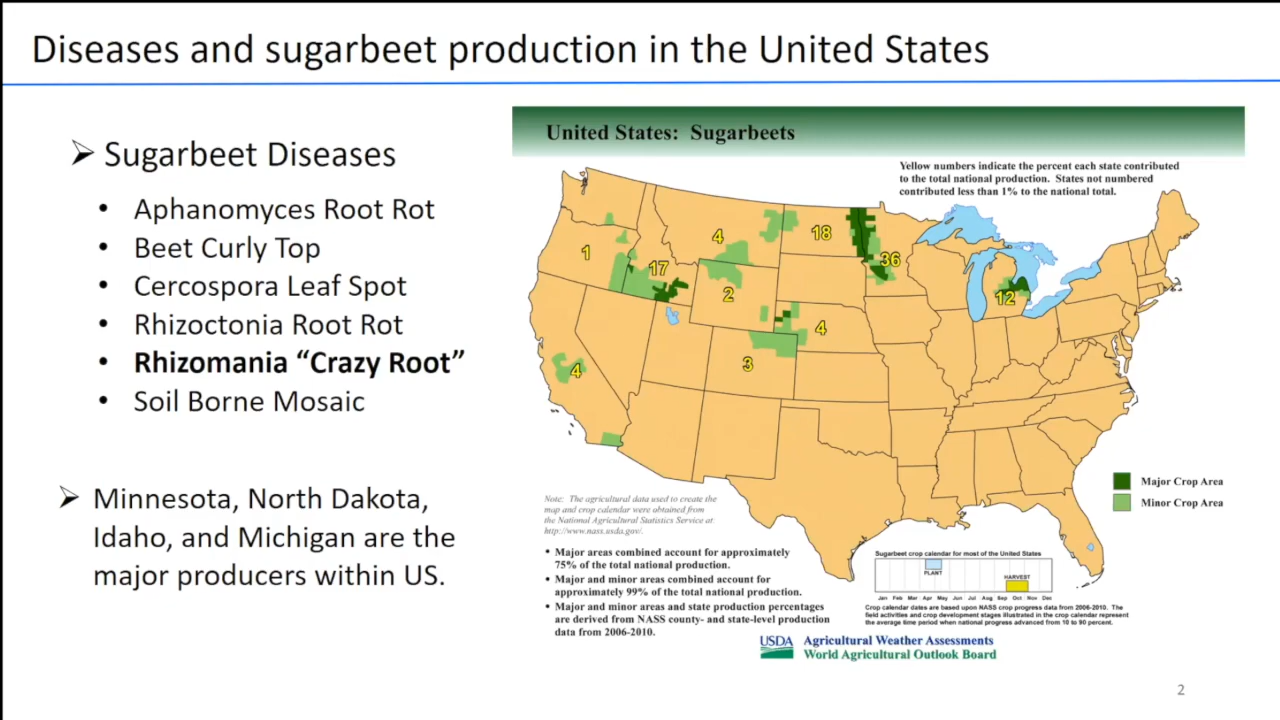 Diseases and sugarbeet production in the United States
➢ Sugarbeet Diseases
• Aphanomyces Root Rot
• Beet Curly Top
• Cercospora Leaf Spot
• Rhizoctonia Root Rot
• Rhizomania “Crazy Root”
• Soil Borne Mosaic
➢ Minnesota, North Dakota,
Idaho, and Michigan are the
major producers within US.
United States: Sugarbeets
Yellow numbers indicate the percent each state contributed
to the total national production. States not numbered
contributed less than 1% to the national total.
1
17
4
2
18
36
12
4
3
4
Major Crop Area
Minor Crop Area
Note: The agricultural data used to create the
map and crop calendar were obtained from
the National Agricultural Statistics Service at
http://www.nass.usda.gov/.
• Major areas combined account for approximately
75% of the total national production.
• Major and minor areas combined account for
approximately 99% of the total national production.
• Major and minor areas and state production percentages
are derived from NASS county- and state-level production
data from 2006-2010.
Sugarbeet crop calendar for most of the United States
PLANT
HARVEST
Jan Feb Mar Apr May Jun Jul Aug Sep Oct Nov Dec
Crop calendar dates are based upon NASS crop progress data from 2006-2010. The
field activities and crop development stages illustrated in the crop calendar represent
the average time period when national progress advanced from 10 to 90 percent.
USDA
Agricultural Weather Assessments
World Agricultural Outlook Board
2